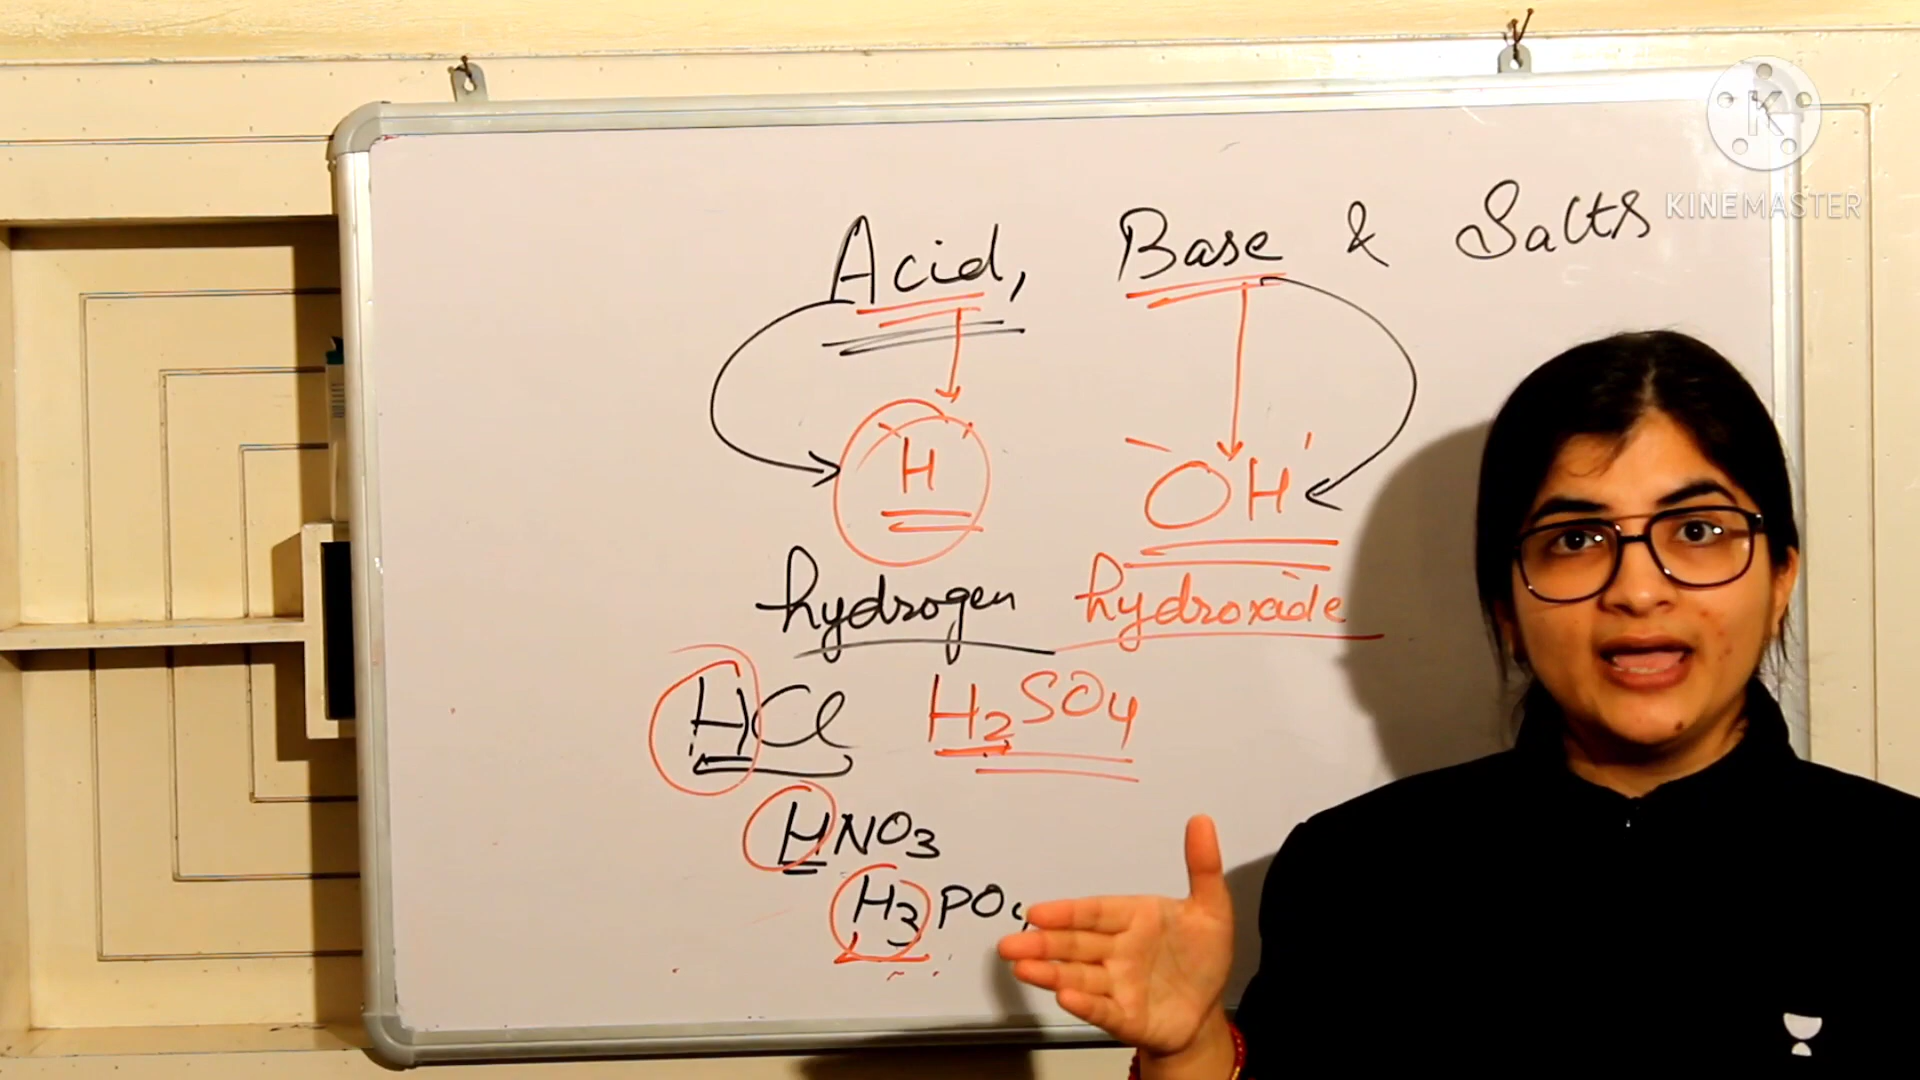 KINEMASTER
Acid, Base & Salts
H OH
hydrogen hydroxide
HCl H2SO4
HNO3
H3PO4